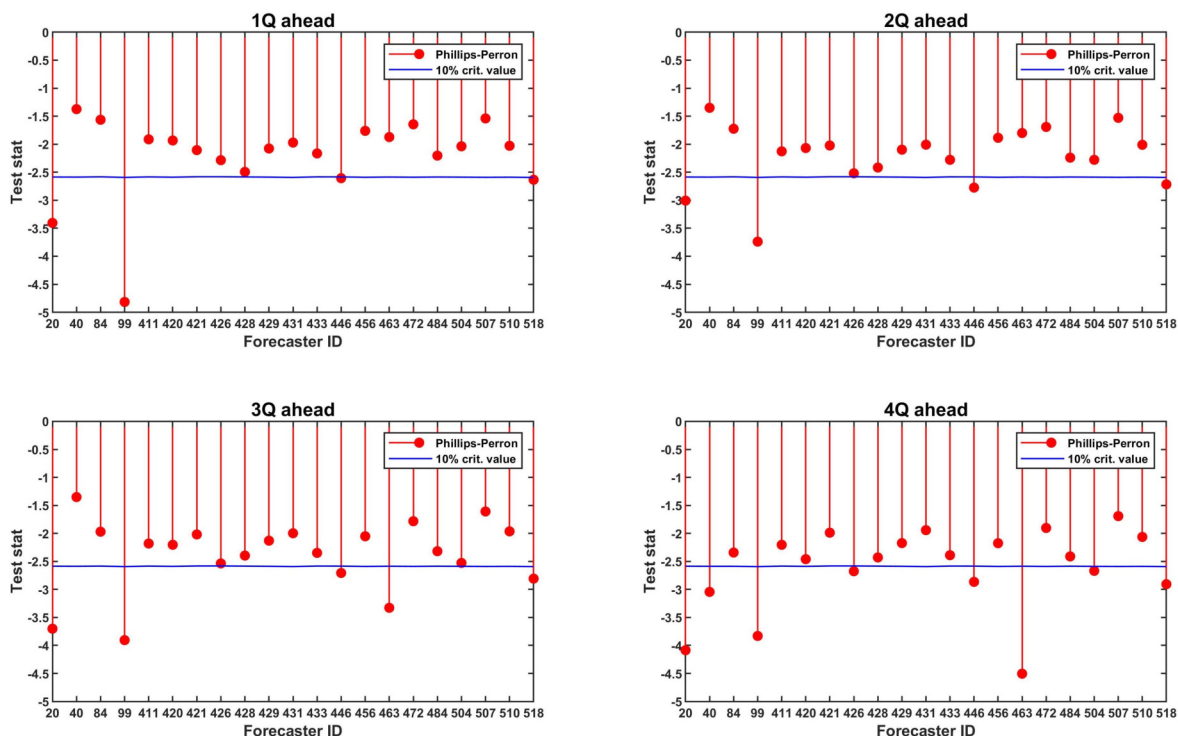 1Q ahead
0
-0.5
-1
-1.5
-2
-2.5
-3
-3.5
-4
-4.5
-5
Test stat
Phillips-Perron
10% crit. value
20 40 84 99 411 420 421 426 428 429 431 433 446 456 463 472 484 504 507 510 518
Forecaster ID
2Q ahead
0
-0.5
-1
-1.5
-2
-2.5
-3
-3.5
-4
-4.5
-5
Test stat
Phillips-Perron
10% crit. value
20 40 84 99 411 420 421 426 428 429 431 433 446 456 463 472 484 504 507 510 518
Forecaster ID
3Q ahead
0
-0.5
-1
-1.5
-2
-2.5
-3
-3.5
-4
-4.5
-5
Test stat
Phillips-Perron
10% crit. value
20 40 84 99 411 420 421 426 428 429 431 433 446 456 463 472 484 504 507 510 518
Forecaster ID
4Q ahead
0
-0.5
-1
-1.5
-2
-2.5
-3
-3.5
-4
-4.5
-5
Test stat
Phillips-Perron
10% crit. value
20 40 84 99 411 420 421 426 428 429 431 433 446 456 463 472 484 504 507 510 518
Forecaster ID